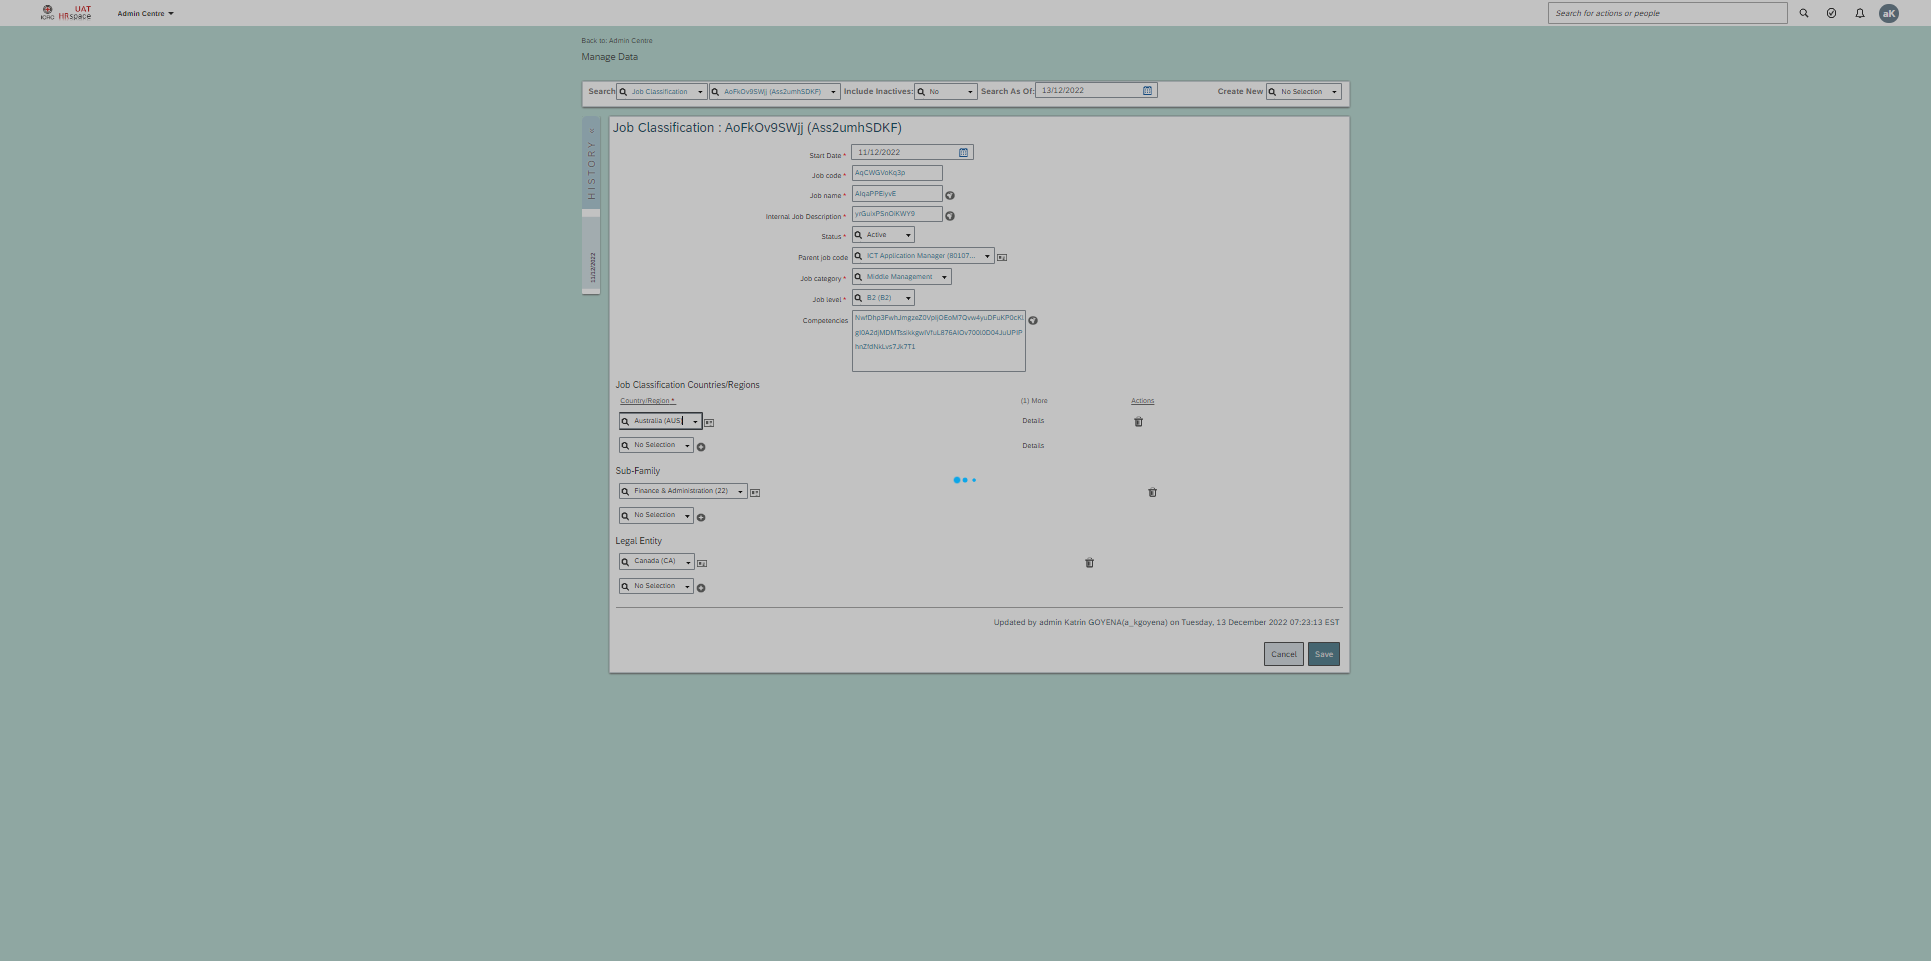 ICRC UAT HRspace Admin Centre Search for actions or people aK
Back to: Admin Centre
Manage Data
Search Job Classification AoFkOv9SWjj (Ass2umhSDKF) Include Inactives: No Search As Of: 13/12/2022 Create New No Selection
« HISTORY
11/12/2022
Job Classification : AoFkOv9SWjj (Ass2umhSDKF)
Start Date * 11/12/2022
Job code * AqCWGVoKq3p
Job name *
Internal Job Description *
Status * Active
Parent job code ICT Application Manager (80107...
Job category * Middle Management
Job level * B2 (B2)
Competencies
Job Classification Countries/Regions
Country/Region * (1) More Actions
Australia (AUS) Details
No Selection Details
Sub-Family
Finance & Administration (22)
No Selection
Legal Entity
Canada (CA)
No Selection
Updated by admin Katrin GOYENA(a_kgoyena) on Tuesday, 13 December 2022 07:23:13 EST
Cancel Save